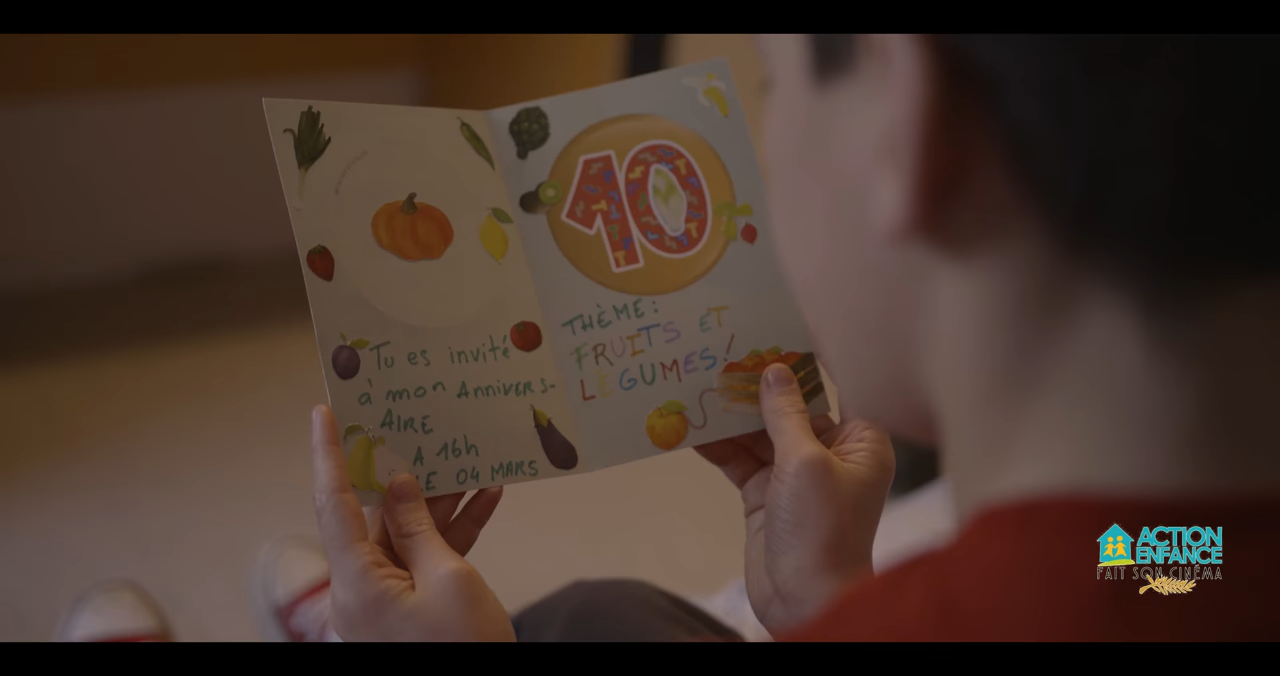 Tu es invité
à mon ANNIVERS-
AIRE
A 16h
LE 04 MARS
10
THÈME:
FRUITS ET
LEGUMES!
ACTION
ENFANCE
FAIT SON CINÉMA